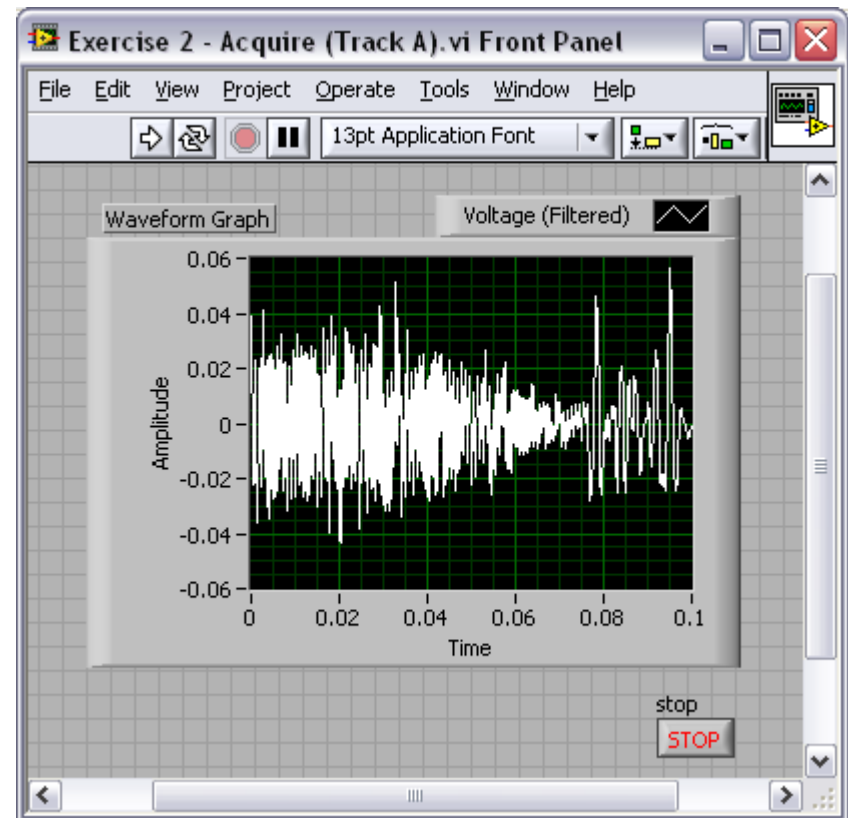 Exercise 2 - Acquire (Track A).vi Front Panel
File Edit View Project Operate Tools Window Help
13pt Application Font
Waveform Graph
Voltage (Filtered)
0.06
0.04
0.02
0
-0.02
-0.04
-0.06
Amplitude
0 0.02 0.04 0.06 0.08 0.1
Time
stop
STOP